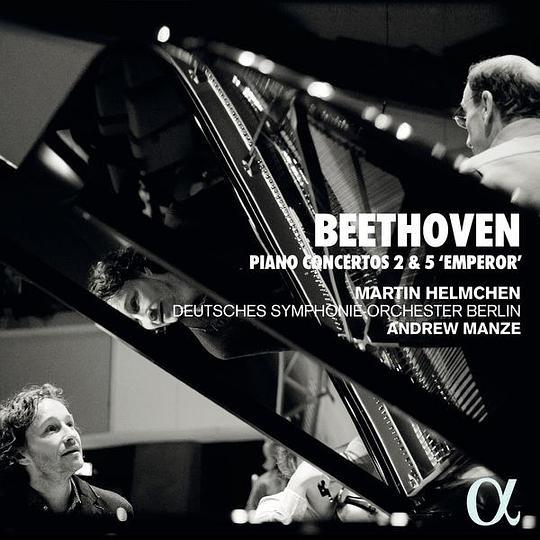 BEETHOVEN
PIANO CONCERTOS 2 & 5 ‘EMPEROR’
MARTIN HELMCHEN
DEUTSCHES SYMPHONIE-ORCHESTER BERLIN
ANDREW MANZE
α